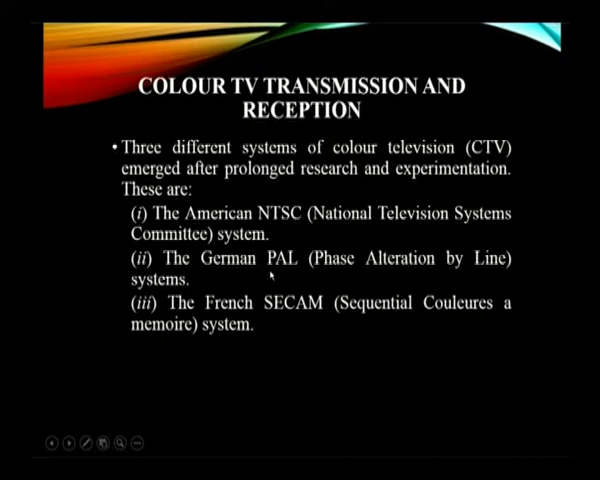 COLOUR TV TRANSMISSION AND
RECEPTION
• Three different systems of colour television (CTV)
emerged after prolonged research and experimentation.
These are:
(i) The American NTSC (National Television Systems
Committee) system.
(ii) The German PAL (Phase Alteration by Line)
systems.
(iii) The French SECAM (Sequential Couleures a
memoire) system.